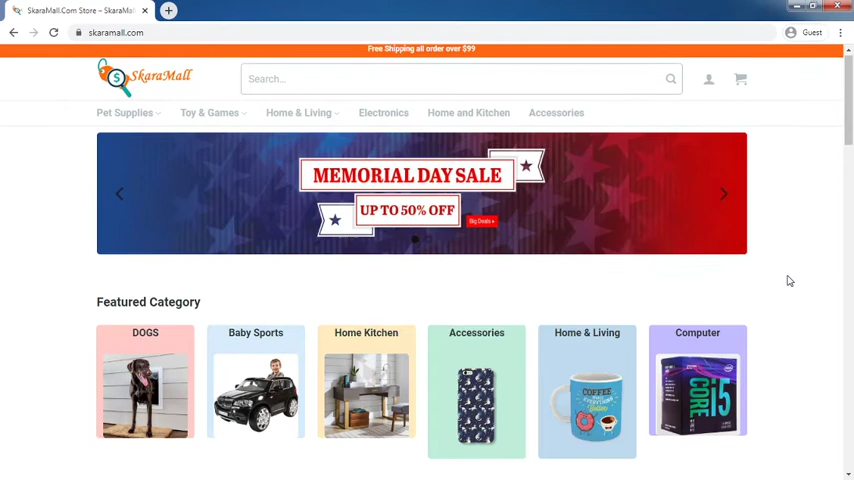 SkaraMall.Com Store – SkaraMal
skaramall.com
Guest
Free Shipping all order over $99
SkaraMall
Search...
Pet Supplies
Toy & Games
Home & Living
Electronics
Home and Kitchen
Accessories
MEMORIAL DAY SALE
UP TO 50% OFF
Big Deals »
Featured Category
DOGS
Baby Sports
Home Kitchen
Accessories
Home & Living
Computer
COFFEE
CORE i5